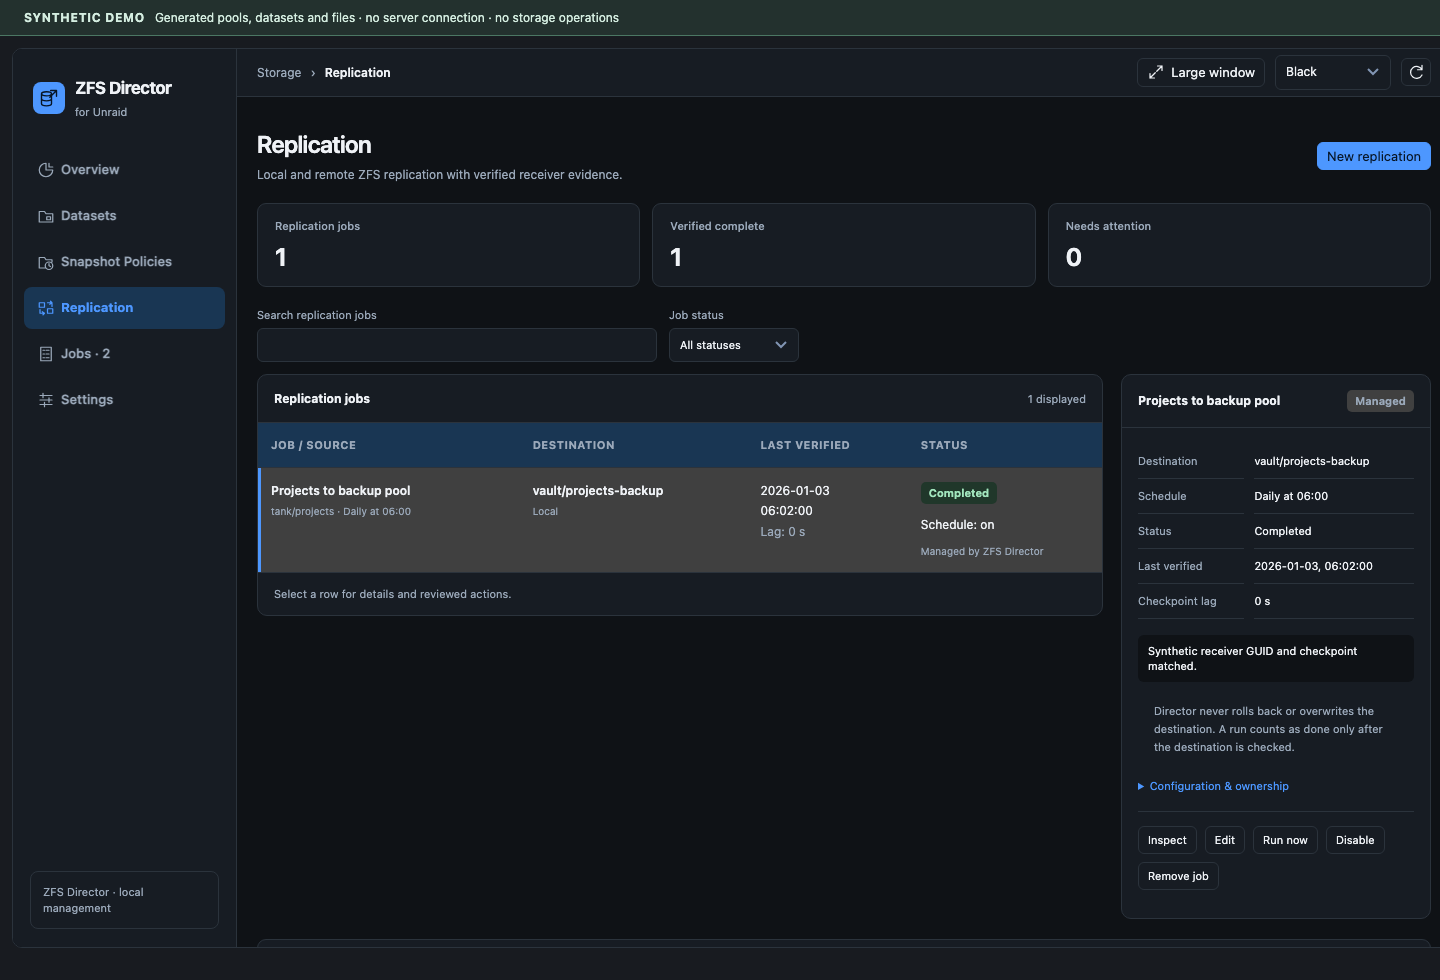 SYNTHETIC DEMO Generated pools, datasets and files · no server connection · no storage operations
ZFS Director
for Unraid
Overview
Datasets
Snapshot Policies
Replication
Jobs · 2
Settings
ZFS Director · local
management
Storage › Replication
Large window
Black
Replication
Local and remote ZFS replication with verified receiver evidence.
New replication
Replication jobs
1
Verified complete
1
Needs attention
0
Search replication jobs
Job status
All statuses
Replication jobs
1 displayed
JOB / SOURCE DESTINATION LAST VERIFIED STATUS
Projects to backup pool
tank/projects · Daily at 06:00
vault/projects-backup
Local
2026-01-03
06:02:00
Lag: 0 s
Completed
Schedule: on
Managed by ZFS Director
Select a row for details and reviewed actions.
Projects to backup pool
Managed
Destination vault/projects-backup
Schedule Daily at 06:00
Status Completed
Last verified 2026-01-03, 06:02:00
Checkpoint lag 0 s
Synthetic receiver GUID and checkpoint
matched.
Director never rolls back or overwrites the
destination. A run counts as done only after
the destination is checked.
Configuration & ownership
Inspect Edit Run now Disable
Remove job